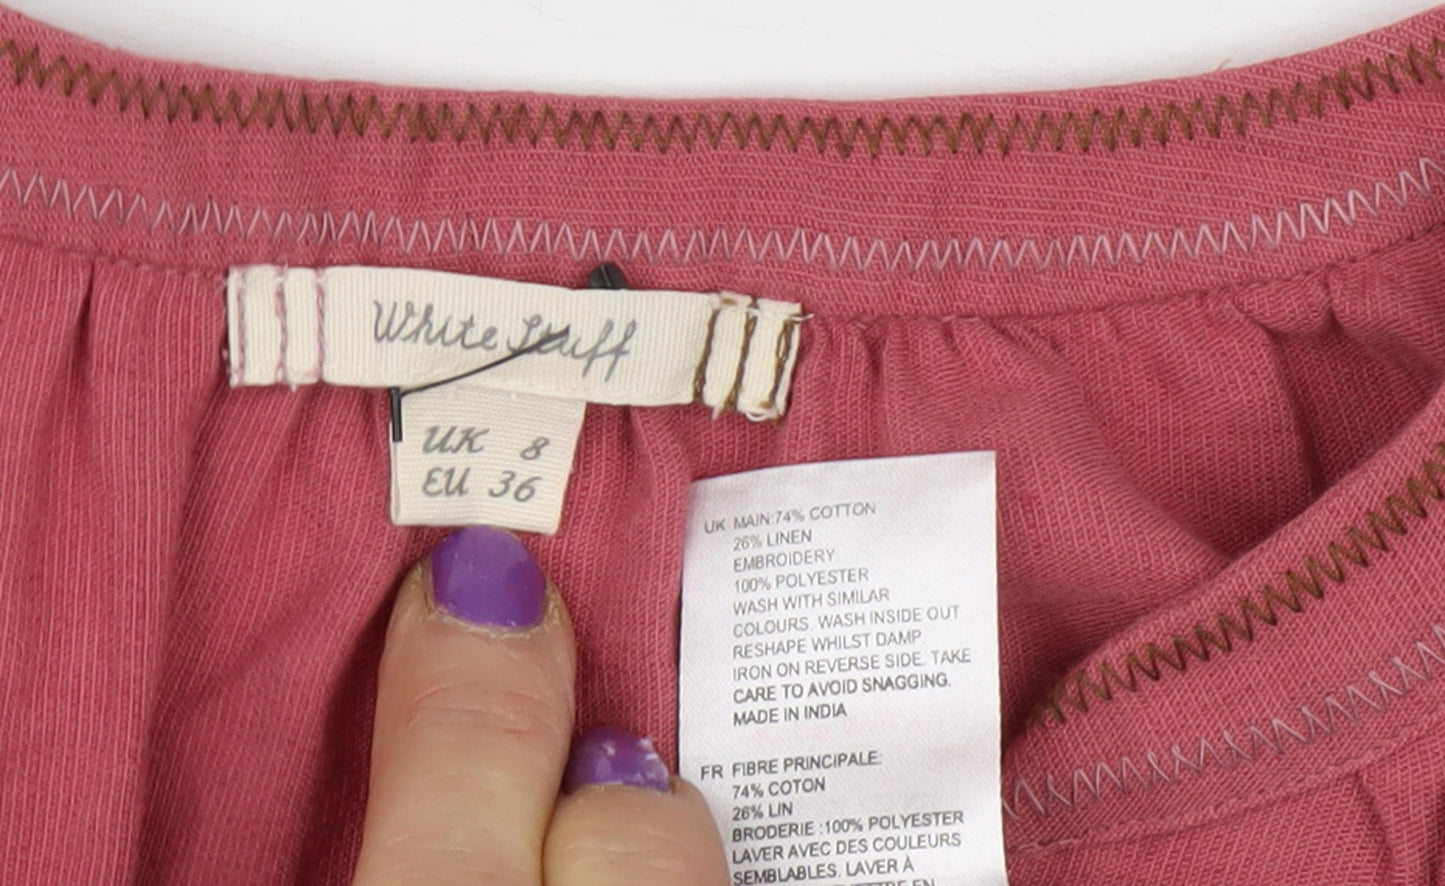 White Stuff
UK 8
EU 36
UK MAIN:74% COTTON
26% LINEN
EMBROIDERY
100% POLYESTER
WASH WITH SIMILAR
COLOURS. WASH INSIDE OUT
RESHAPE WHILST DAMP.
IRON ON REVERSE SIDE. TAKE
CARE TO AVOID SNAGGING.
MADE IN INDIA
FR FIBRE PRINCIPALE:
74% COTON
26% LIN
BRODERIE :100% POLYESTER
LAVER AVEC DES COULEURS
SEMBLABLES. LAVER À